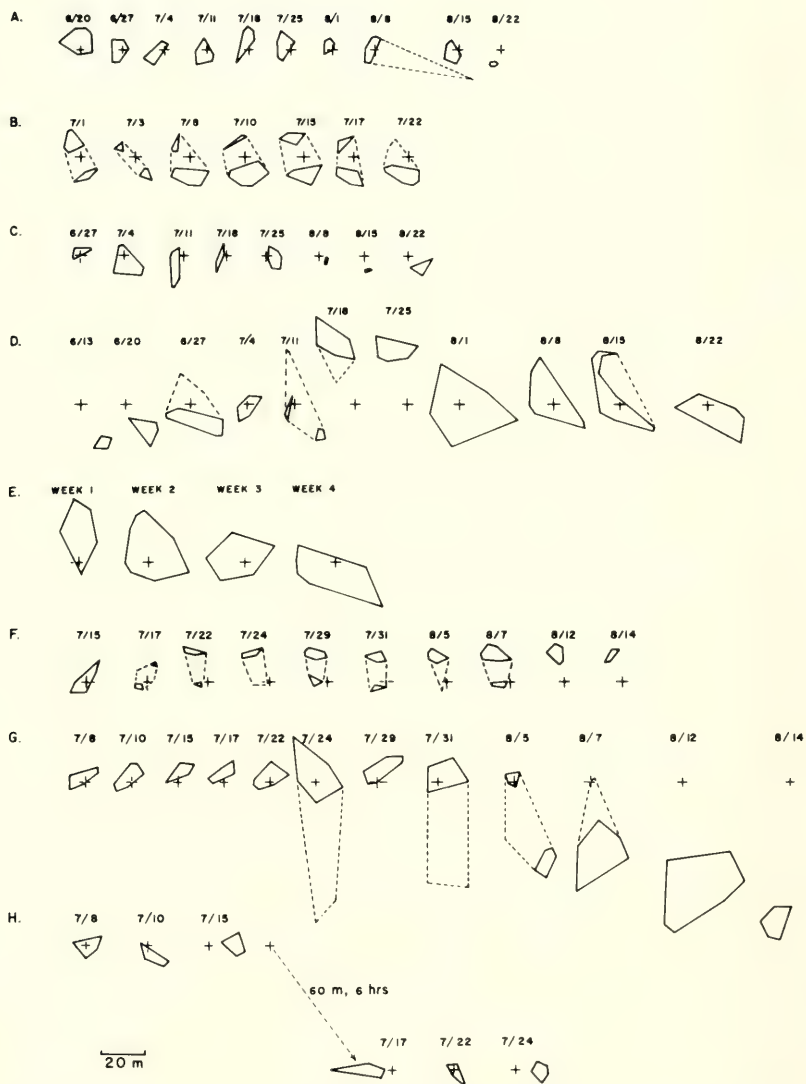 A. 6/20 6/27 7/4 7/11 7/18 7/25 8/1 8/8 8/15 8/22
B. 7/1 7/3 7/8 7/10 7/15 7/17 7/22
C. 6/27 7/4 7/11 7/18 7/25 8/8 8/15 8/22
7/18 7/25
D. 6/13 6/20 6/27 7/4 7/11 8/1 8/8 8/15 8/22
E. WEEK 1 WEEK 2 WEEK 3 WEEK 4
F. 7/15 7/17 7/22 7/24 7/29 7/31 8/5 8/7 8/12 8/14
G. 7/8 7/10 7/15 7/17 7/22 7/24 7/29 7/31 8/5 8/7 8/12 8/14
H. 7/8 7/10 7/15
60 m, 6 hrs
7/17 7/22 7/24
20 m